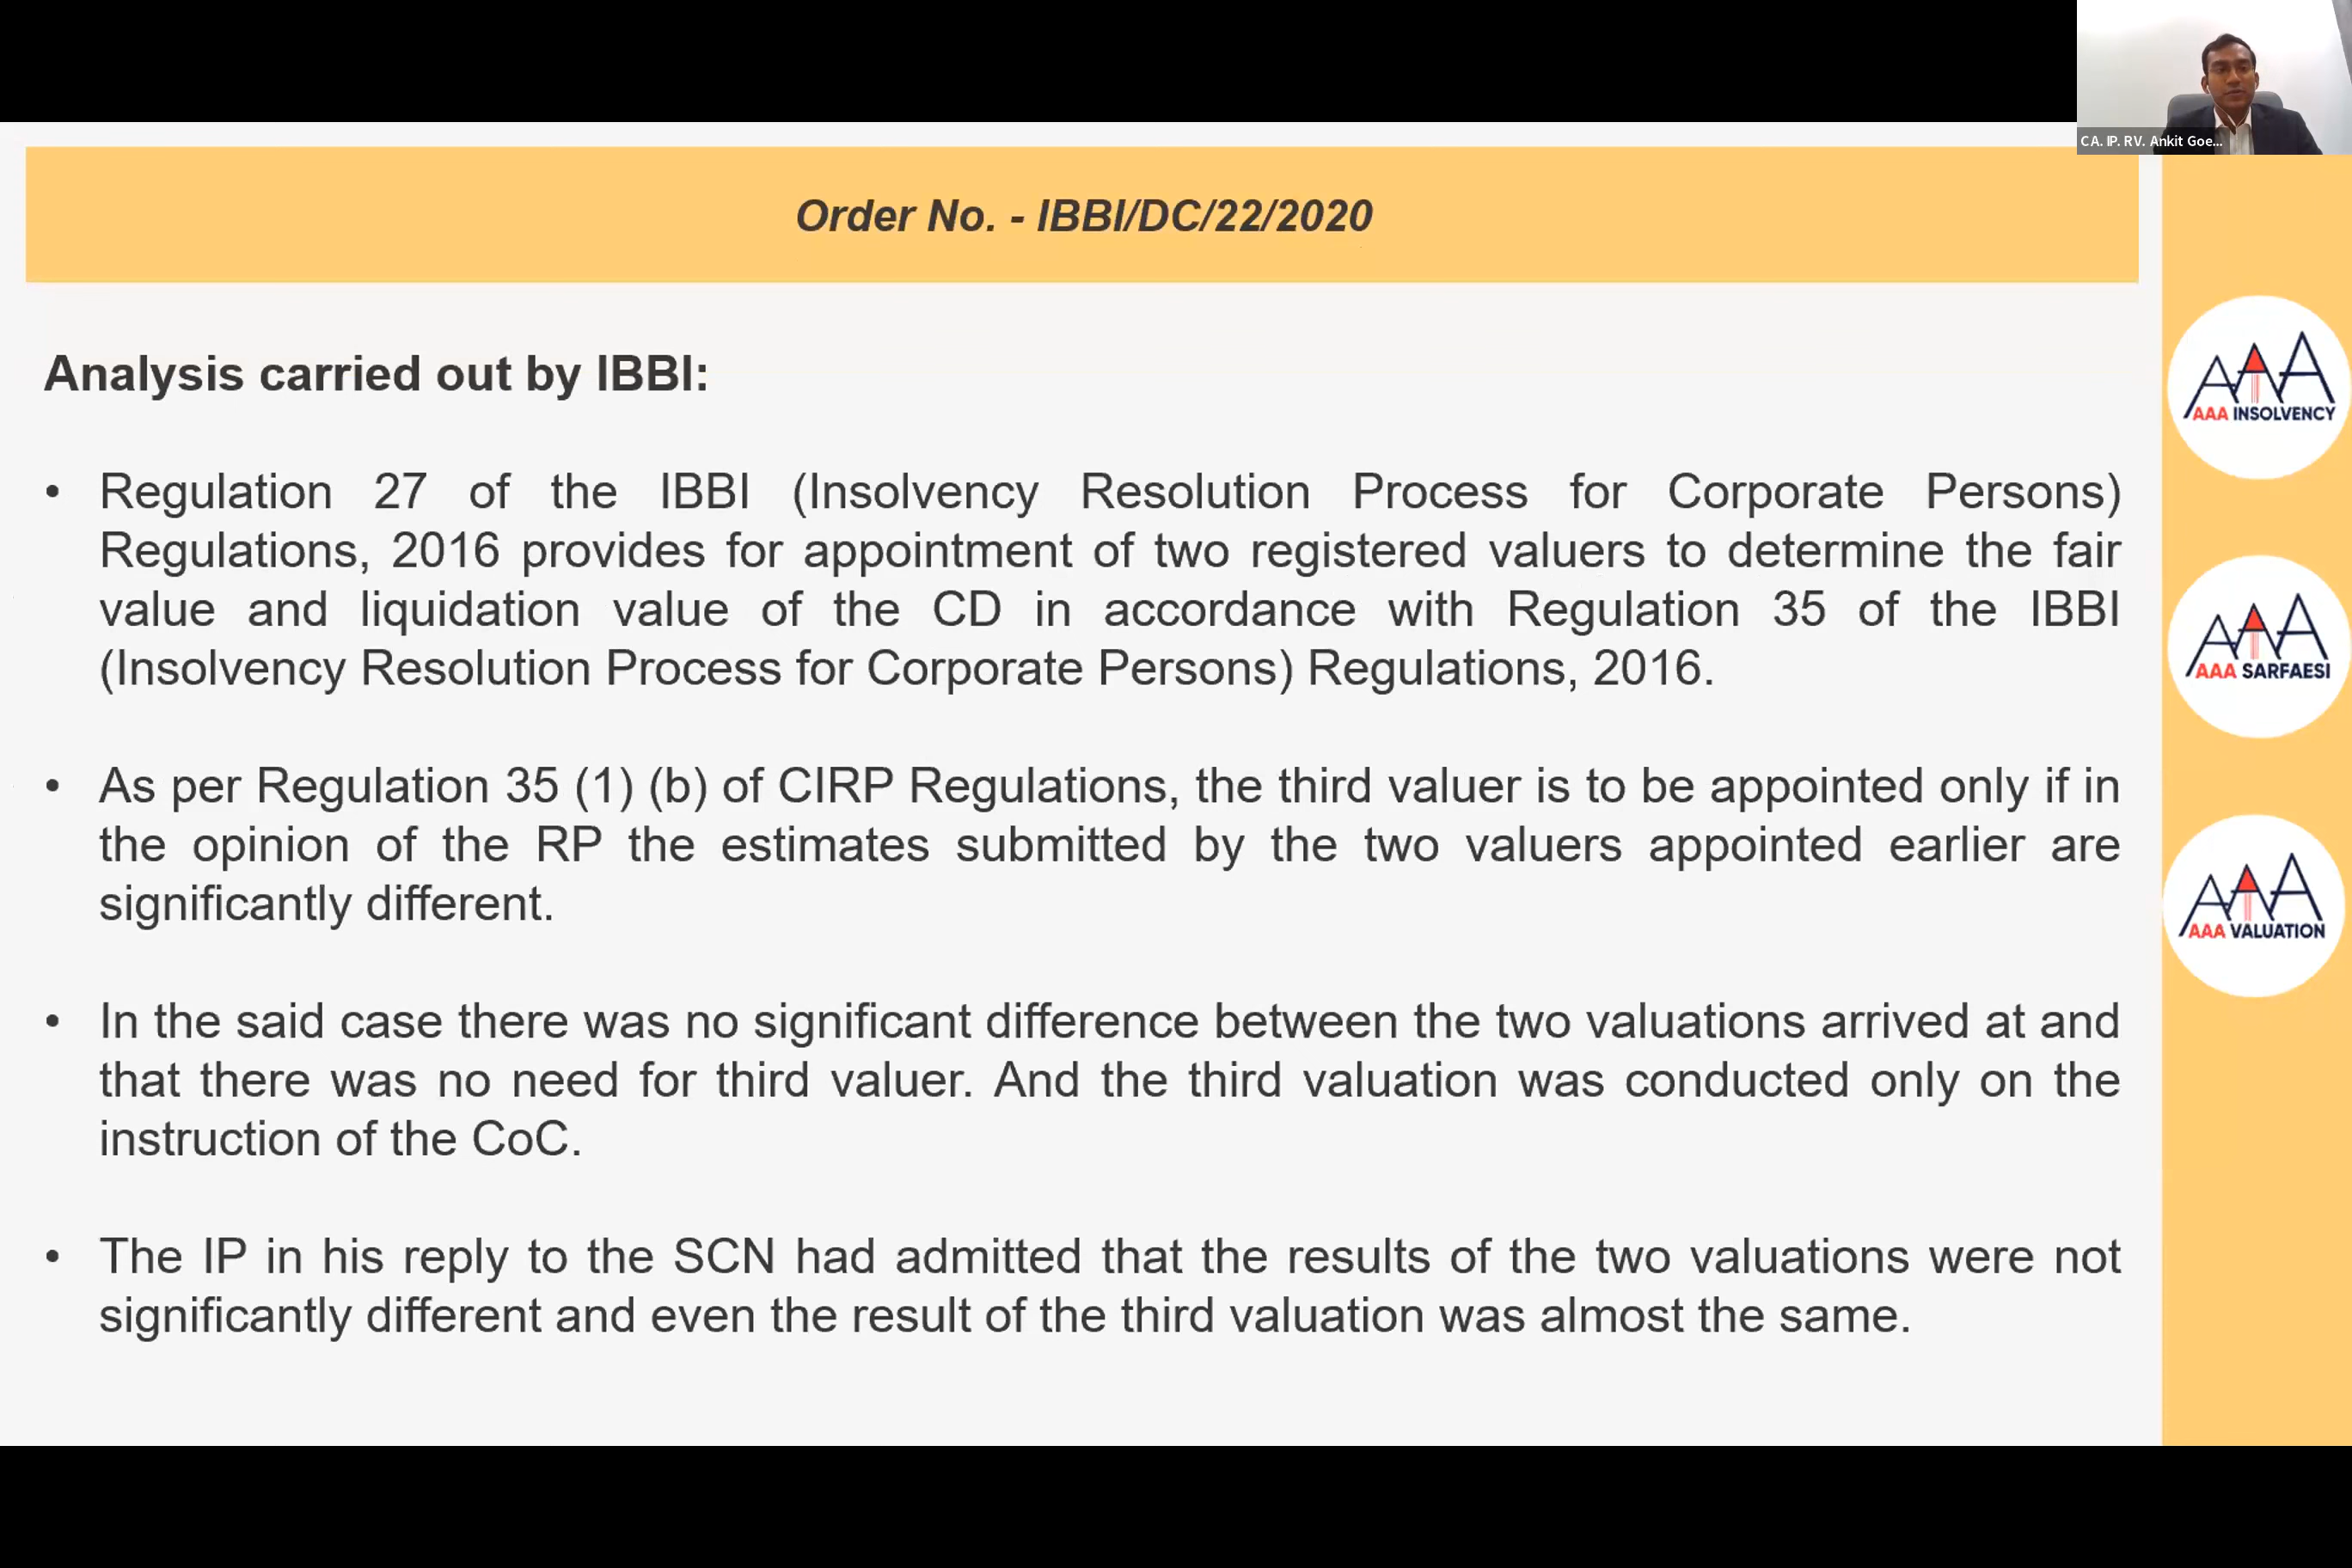 CA. IP. RV. Ankit Goe...
Order No. - IBBI/DC/22/2020
Analysis carried out by IBBI:
• Regulation 27 of the IBBI (Insolvency Resolution Process for Corporate Persons)
Regulations, 2016 provides for appointment of two registered valuers to determine the fair
value and liquidation value of the CD in accordance with Regulation 35 of the IBBI
(Insolvency Resolution Process for Corporate Persons) Regulations, 2016.
• As per Regulation 35 (1) (b) of CIRP Regulations, the third valuer is to be appointed only if in
the opinion of the RP the estimates submitted by the two valuers appointed earlier are
significantly different.
• In the said case there was no significant difference between the two valuations arrived at and
that there was no need for third valuer. And the third valuation was conducted only on the
instruction of the CoC.
• The IP in his reply to the SCN had admitted that the results of the two valuations were not
significantly different and even the result of the third valuation was almost the same.
AAA
AAA INSOLVENCY
AAA
AAA SARFAESI
AAA
AAA VALUATION